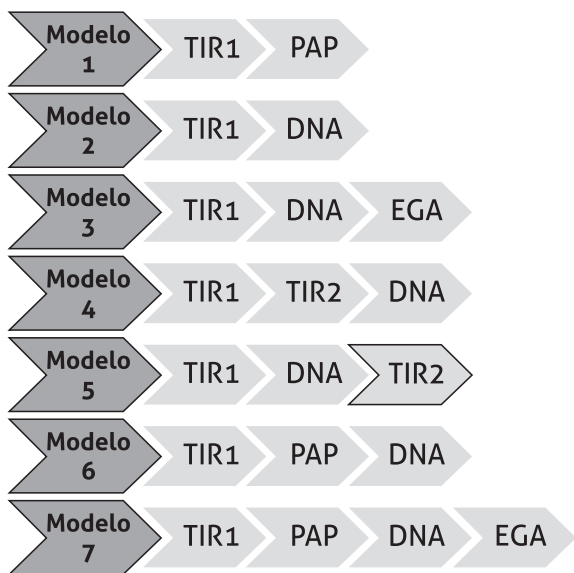 Modelo
1
TIR1 PAP
Modelo
2
TIR1 DNA
Modelo
3
TIR1 DNA EGA
Modelo
4
TIR1 TIR2 DNA
Modelo
5
TIR1 DNA TIR2
Modelo
6
TIR1 PAP DNA
Modelo
7
TIR1 PAP DNA EGA